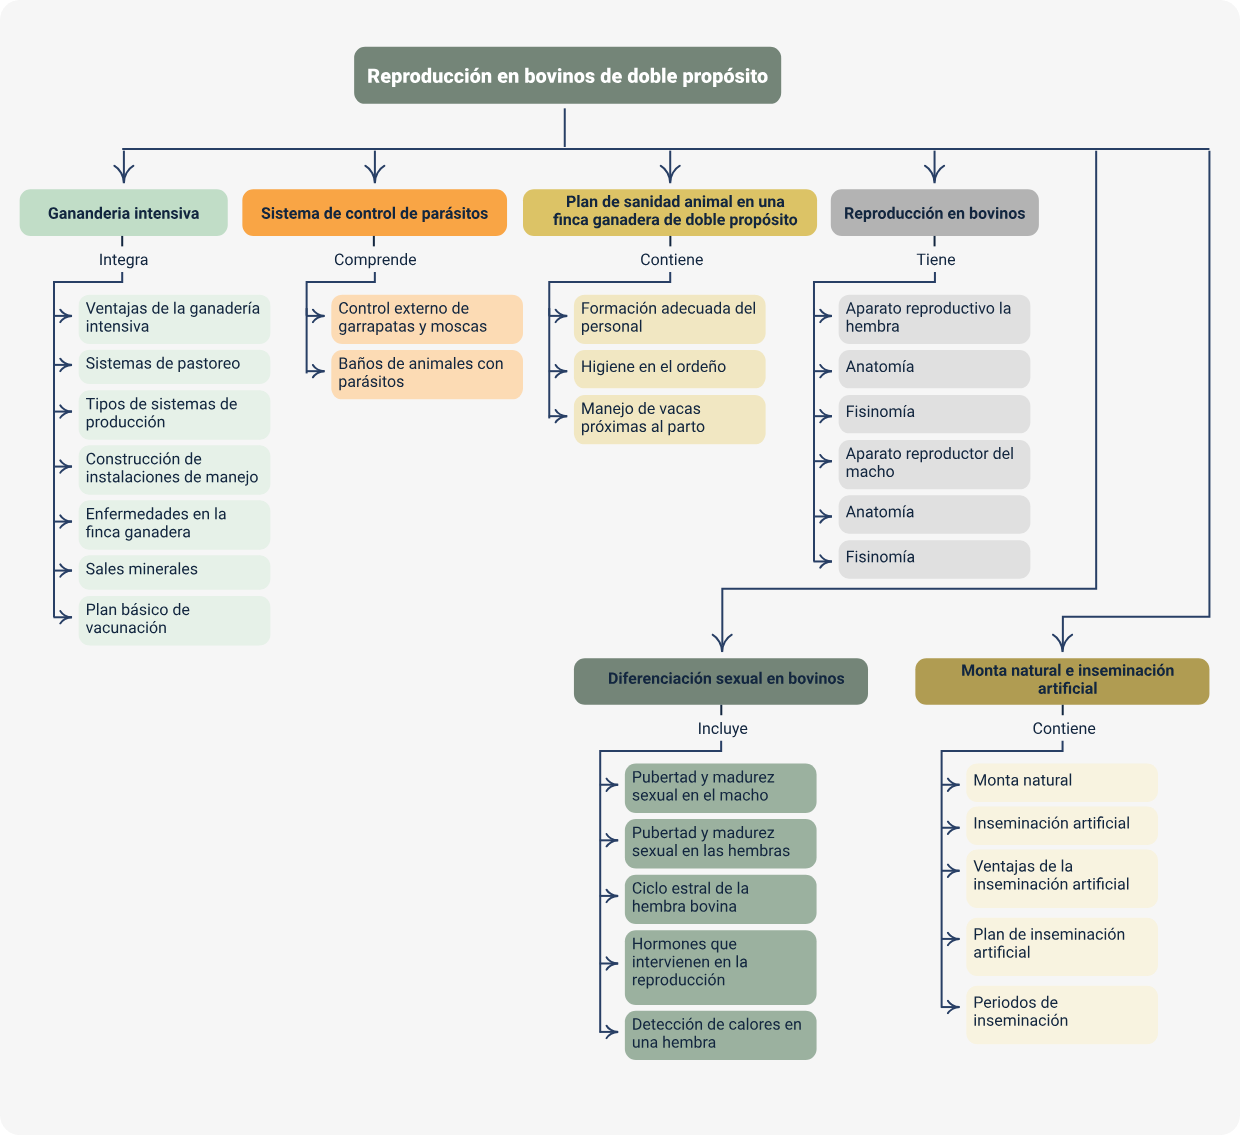 Reproducción en bovinos de doble propósito
Gananderia intensiva
Integra
Ventajas de la ganadería
intensiva
Sistemas de pastoreo
Tipos de sistemas de
producción
Construcción de
instalaciones de manejo
Enfermedades en la
finca ganadera
Sales minerales
Plan básico de
vacunación
Sistema de control de parásitos
Comprende
Control externo de
garrapatas y moscas
Baños de animales con
parásitos
Plan de sanidad animal en una
finca ganadera de doble propósito
Contiene
Formación adecuada del
personal
Higiene en el ordeño
Manejo de vacas
próximas al parto
Reproducción en bovinos
Tiene
Aparato reproductivo la
hembra
Anatomía
Fisinomía
Aparato reproductor del
macho
Anatomía
Fisinomía
Diferenciación sexual en bovinos
Incluye
Pubertad y madurez
sexual en el macho
Pubertad y madurez
sexual en las hembras
Ciclo estral de la
hembra bovina
Hormones que
intervienen en la
reproducción
Detección de calores en
una hembra
Monta natural e inseminación
artificial
Contiene
Monta natural
Inseminación artificial
Ventajas de la
inseminación artificial
Plan de inseminación
artificial
Periodos de
inseminación